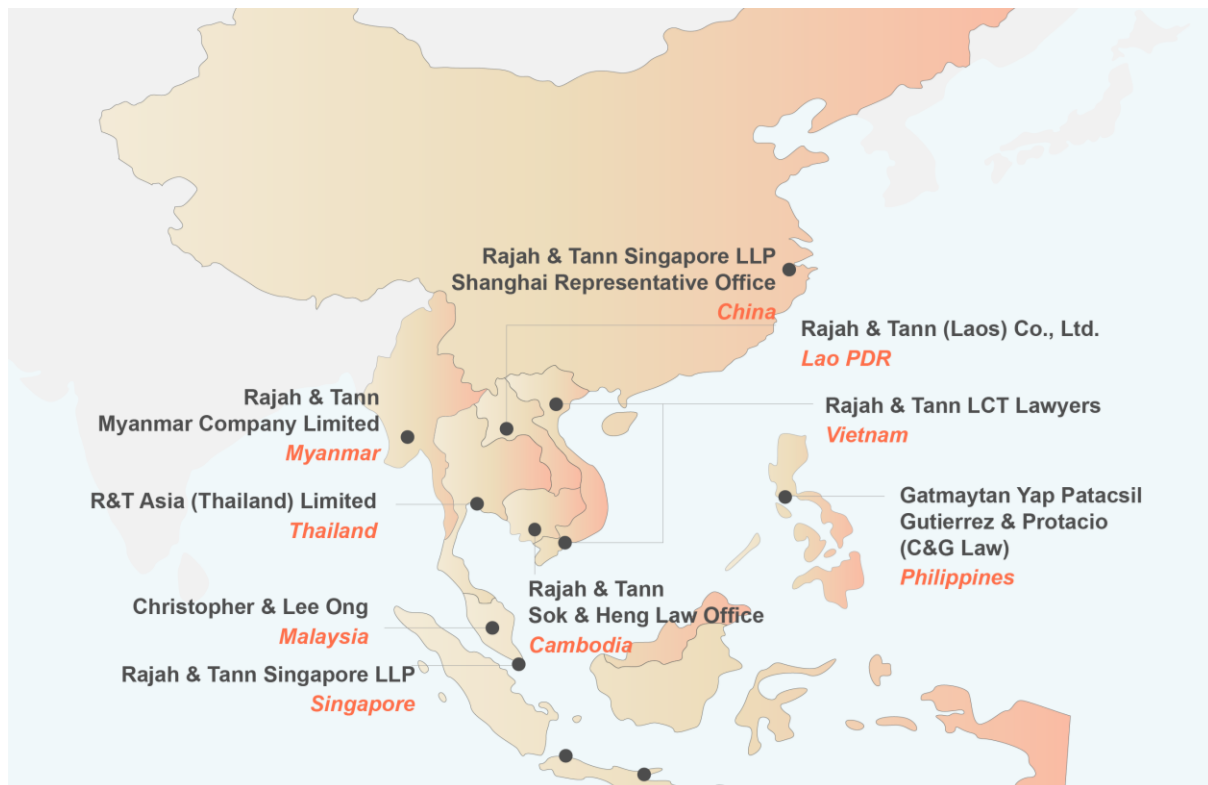 Rajah & Tann Singapore LLP
Shanghai Representative Office
China
Rajah & Tann (Laos) Co., Ltd.
Lao PDR
Rajah & Tann
Myanmar Company Limited
Myanmar
Rajah & Tann LCT Lawyers
Vietnam
R&T Asia (Thailand) Limited
Thailand
Gatmaytan Yap Patacsil
Gutierrez & Protacio
(C&G Law)
Philippines
Christopher & Lee Ong
Malaysia
Rajah & Tann
Sok & Heng Law Office
Cambodia
Rajah & Tann Singapore LLP
Singapore